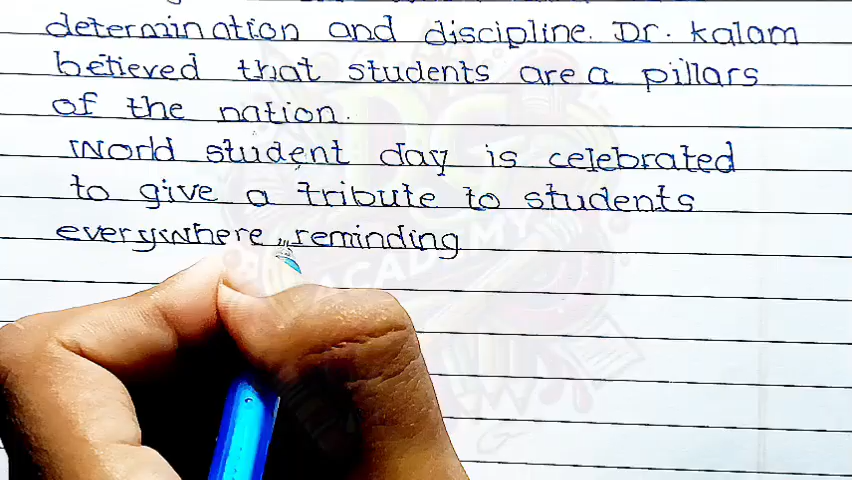 determination and discipline. Dr. Kalam
believed that students are a pillars
of the nation.
World student day is celebrated
to give a tribute to students
everywhere, reminding
ACADEMY